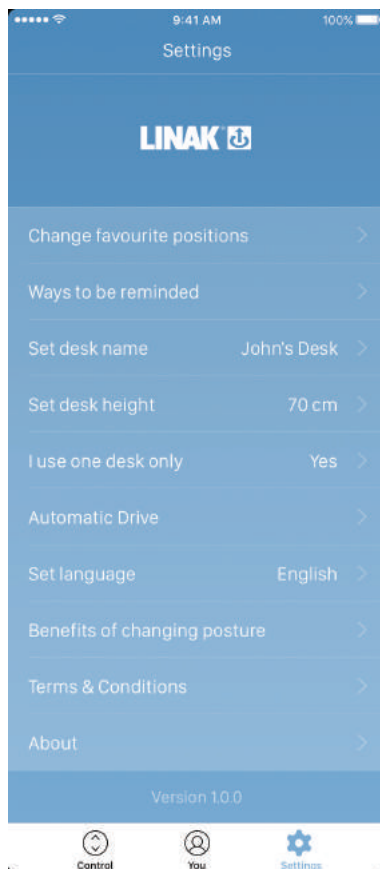 9:41 AM 100%
Settings
LINAK
Change favourite positions
Ways to be reminded
Set desk name John's Desk
Set desk height 70 cm
I use one desk only Yes
Automatic Drive
Set language English
Benefits of changing posture
Terms & Conditions
About
Version 1.0.0
Control You Settings